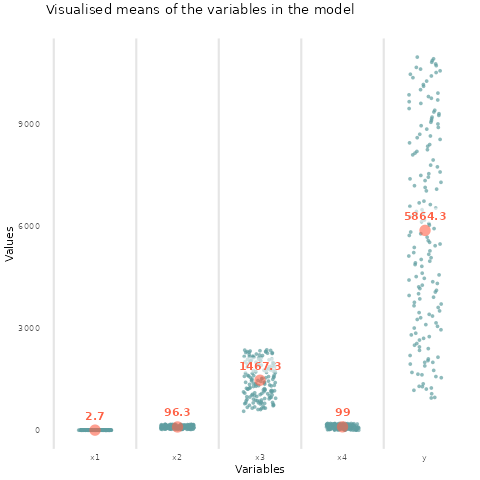 Visualised means of the variables in the model
9000
6000
3000
0
Values
5864.3
1467.3
2.7
96.3
99
x1
x2
x3
x4
y
Variables